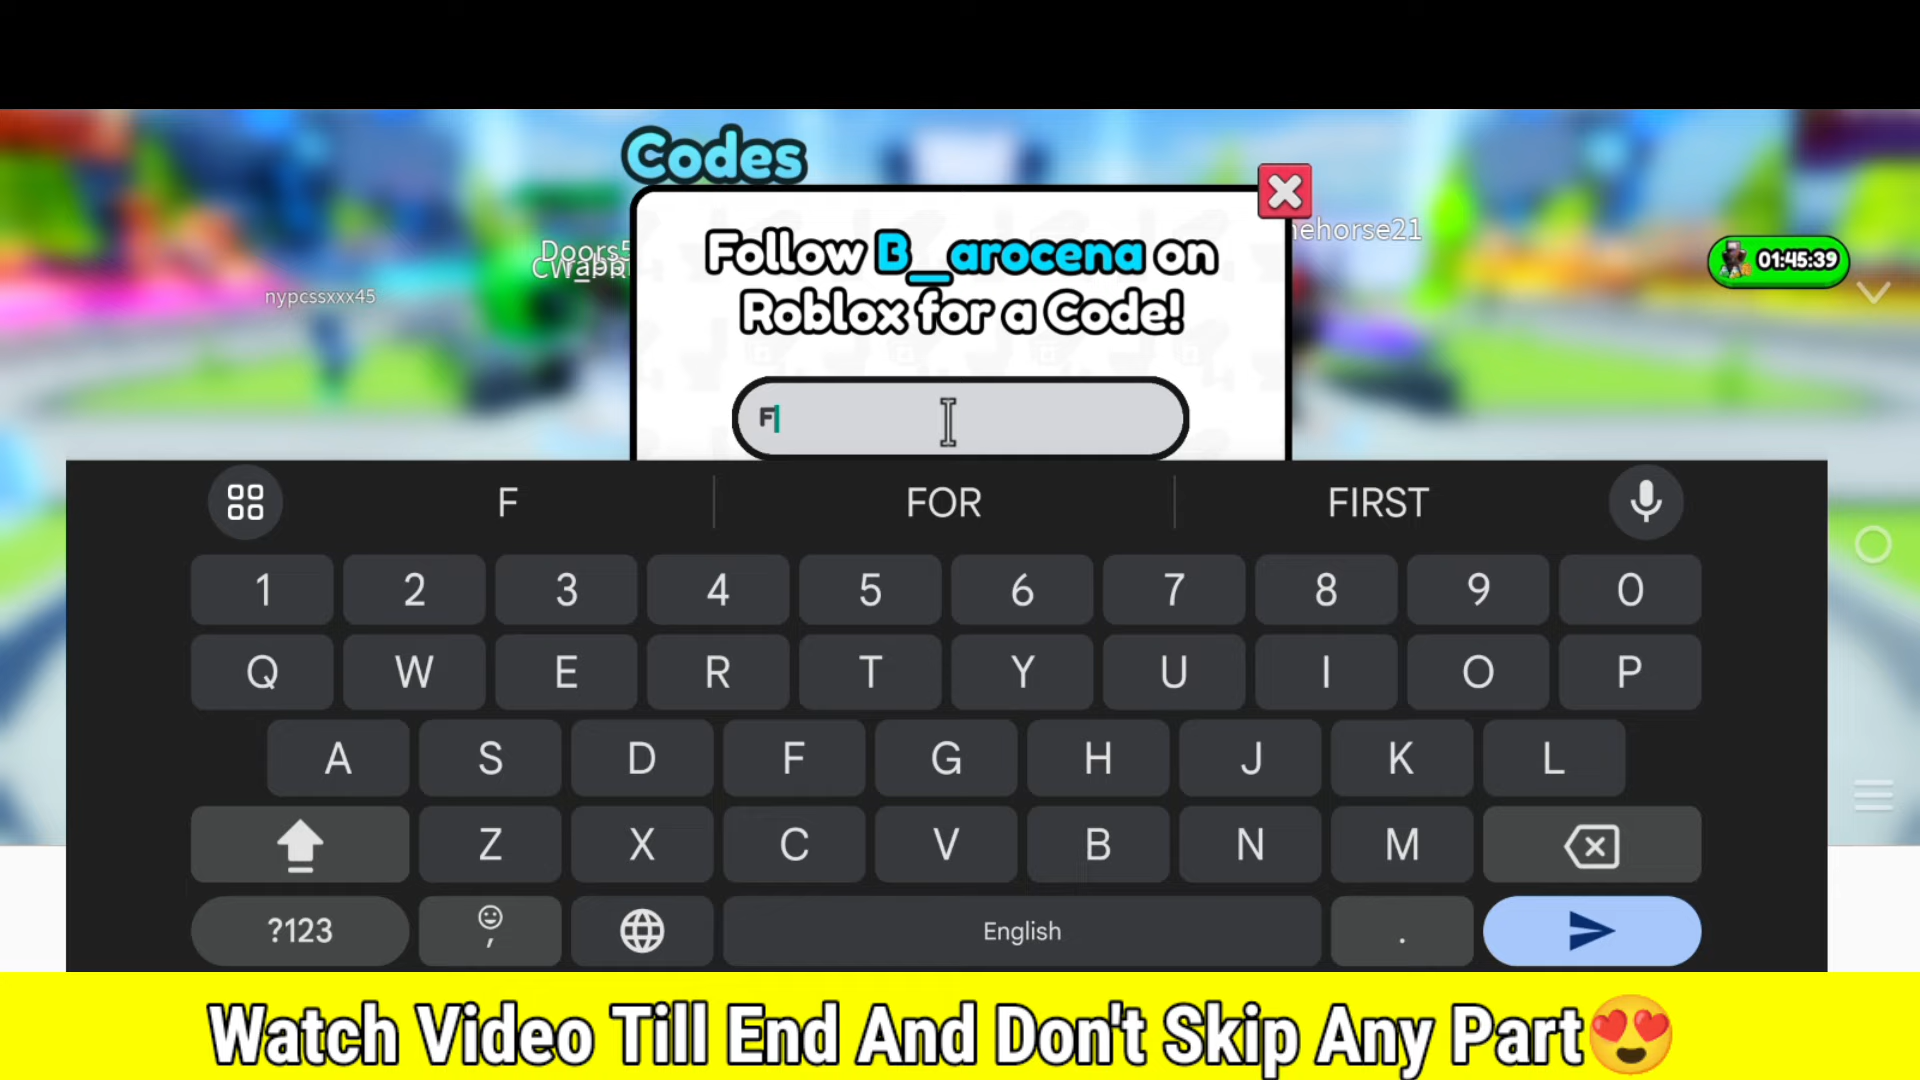 Codes
Follow B_arocena on
Roblox for a Code!
nypcssxxx45
01:45:39
F
F FOR FIRST
1 2 3 4 5 6 7 8 9 0
Q W E R T Y U I O P
A S D F G H J K L
Z X C V B N M
?123 , English .
Watch Video Till End And Don't Skip Any Part😍